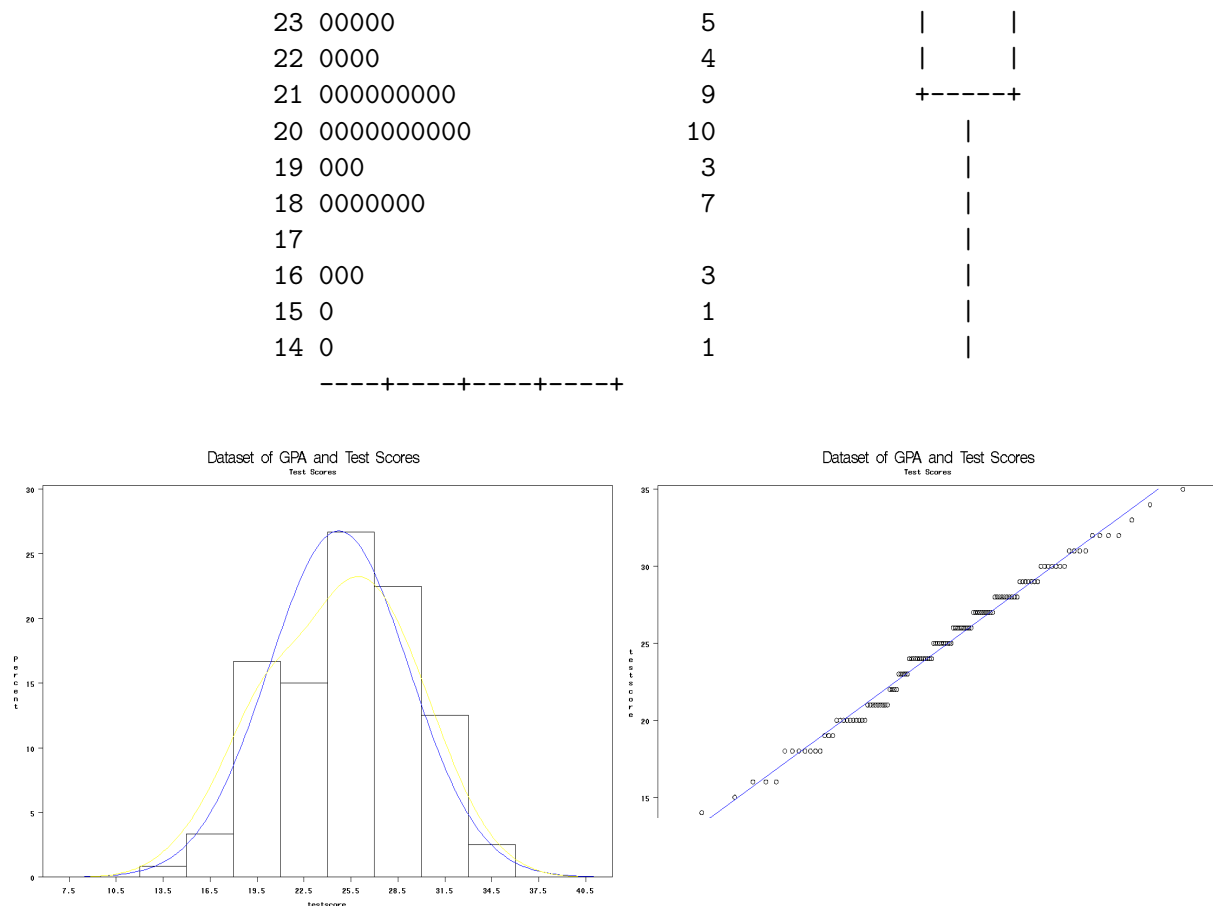 23 00000 5 | |
22 0000 4 | |
21 000000000 9 +-----+
20 0000000000 10 |
19 000 3 |
18 0000000 7 |
17 |
16 000 3 |
15 0 1 |
14 0 1 |
----+----+----+----+
Dataset of GPA and Test Scores
Test Scores
30
25
20
15
10
5
0
Percent
7.5 10.5 13.5 16.5 19.5 22.5 25.5 28.5 31.5 34.5 37.5 40.5
testscore
Dataset of GPA and Test Scores
Test Scores
35
30
25
20
15
testscore